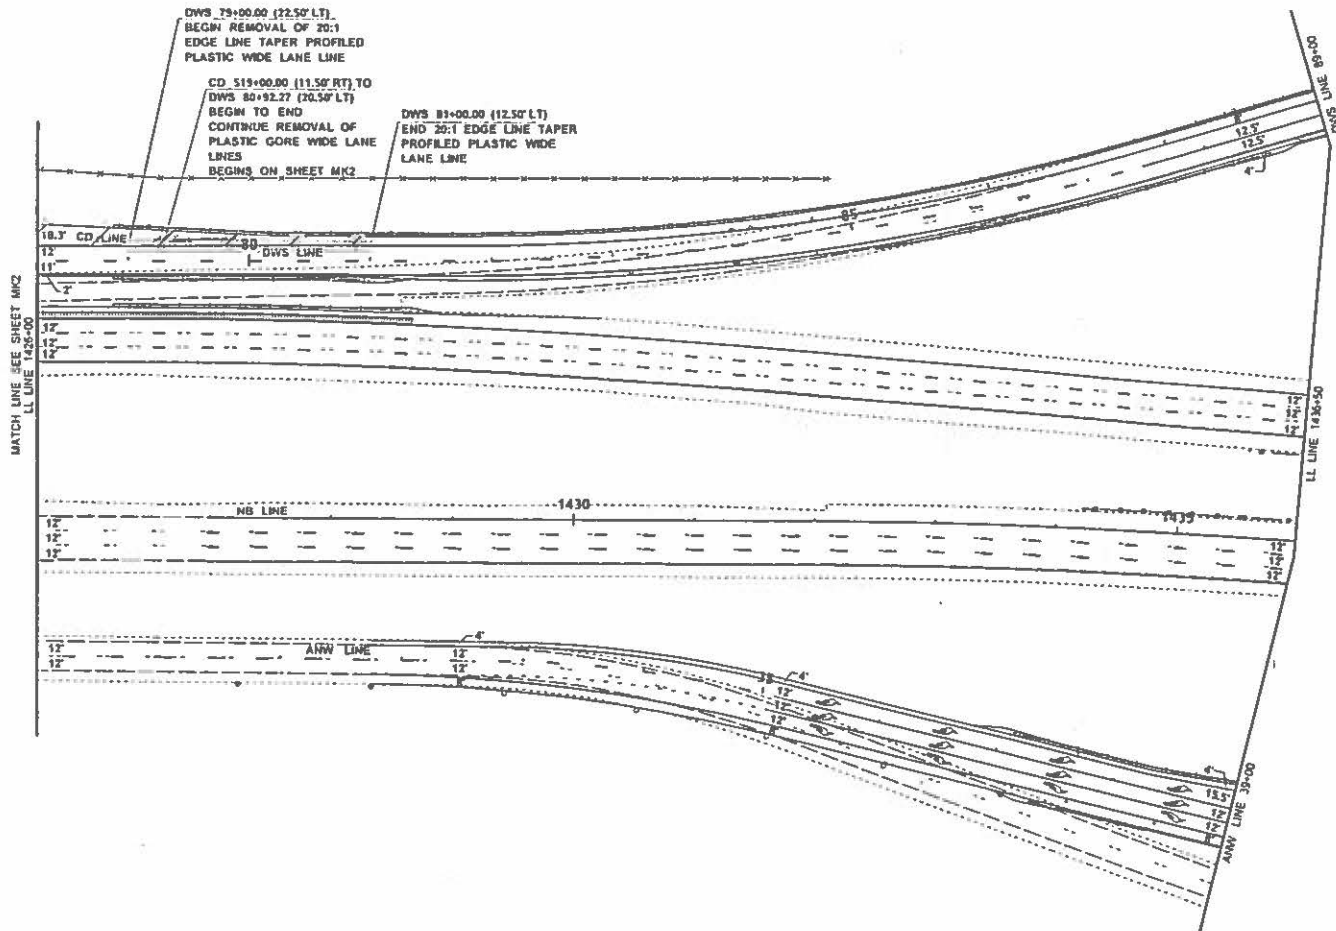 DWS 79+00.00 (22.50' LT)
BEGIN REMOVAL OF 20:1
EDGE LINE TAPER PROFILED
PLASTIC WIDE LANE LINE
CD 519+00.00 (11.50' RT) TO
DWS 80+92.27 (20.50' LT)
BEGIN TO END
CONTINUE REMOVAL OF
PLASTIC GORE WIDE LANE
LINES
BEGINS ON SHEET MK2
DWS 81+00.00 (12.50' LT)
END 20:1 EDGE LINE TAPER
PROFILED PLASTIC WIDE
LANE LINE
DWS LINE 89+00
12.5'
12.5'
4'
85
18.3'
CD LINE
80
12'
DWS LINE
11'
2'
MATCH LINE SEE SHEET MK2
LL LINE 1426+00
12'
12'
12'
12'
12'
12'
LL LINE 1436+50
NB LINE
1430
1435
12'
12'
12'
12'
12'
12'
ANW LINE
4'
12'
12'
12'
12'
35
4'
12'
12'
12'
4'
13.5'
12'
12'
ANW LINE 39+00